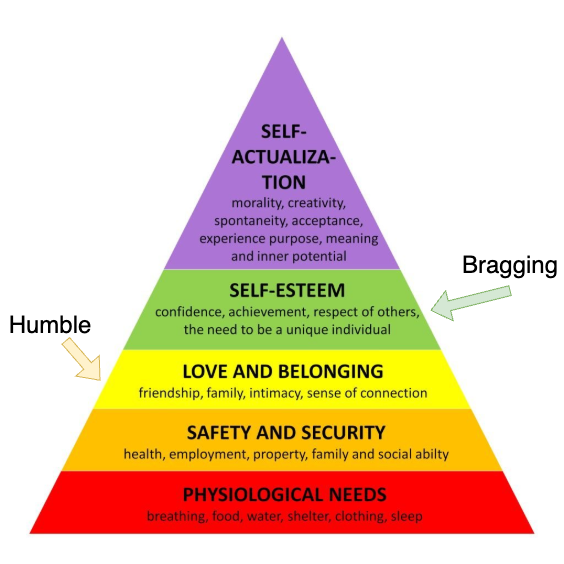 SELF-
ACTUALIZA-
TION
morality, creativity,
spontaneity, acceptance,
experience purpose, meaning
and inner potential
Bragging
SELF-ESTEEM
confidence, achievement, respect of others,
the need to be a unique individual
Humble
LOVE AND BELONGING
friendship, family, intimacy, sense of connection
SAFETY AND SECURITY
health, employment, property, family and social abilty
PHYSIOLOGICAL NEEDS
breathing, food, water, shelter, clothing, sleep